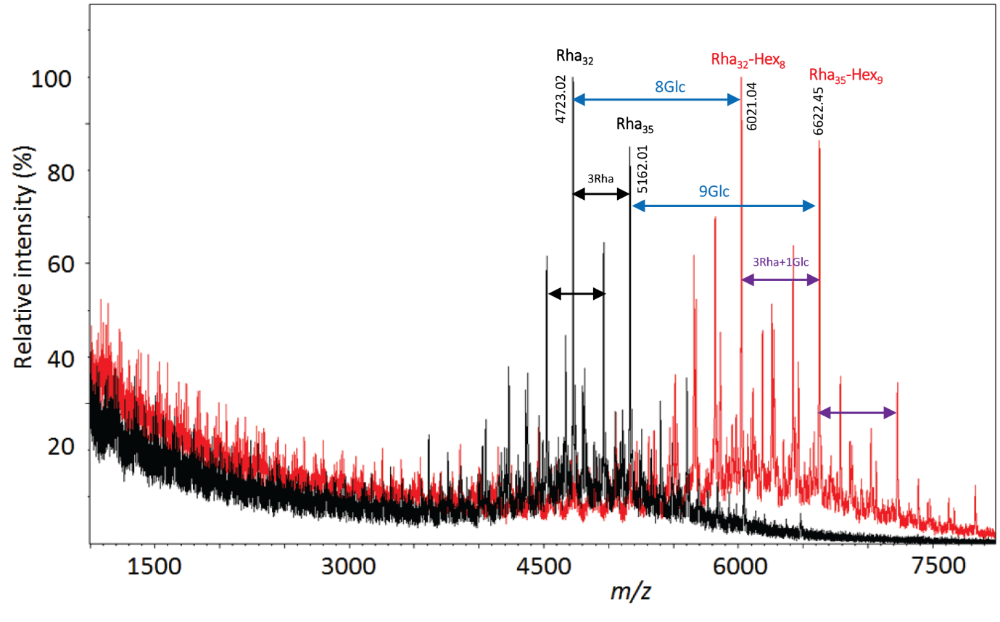 Rha32
Rha32-Hex8
Rha35-Hex9
100
4723.02
8Glc
6021.04
6622.45
Rha35
5162.01
80
3Rha
9Glc
60
3Rha+1Glc
40
20
Relative intensity (%)
1500
3000
4500
6000
7500
m/z